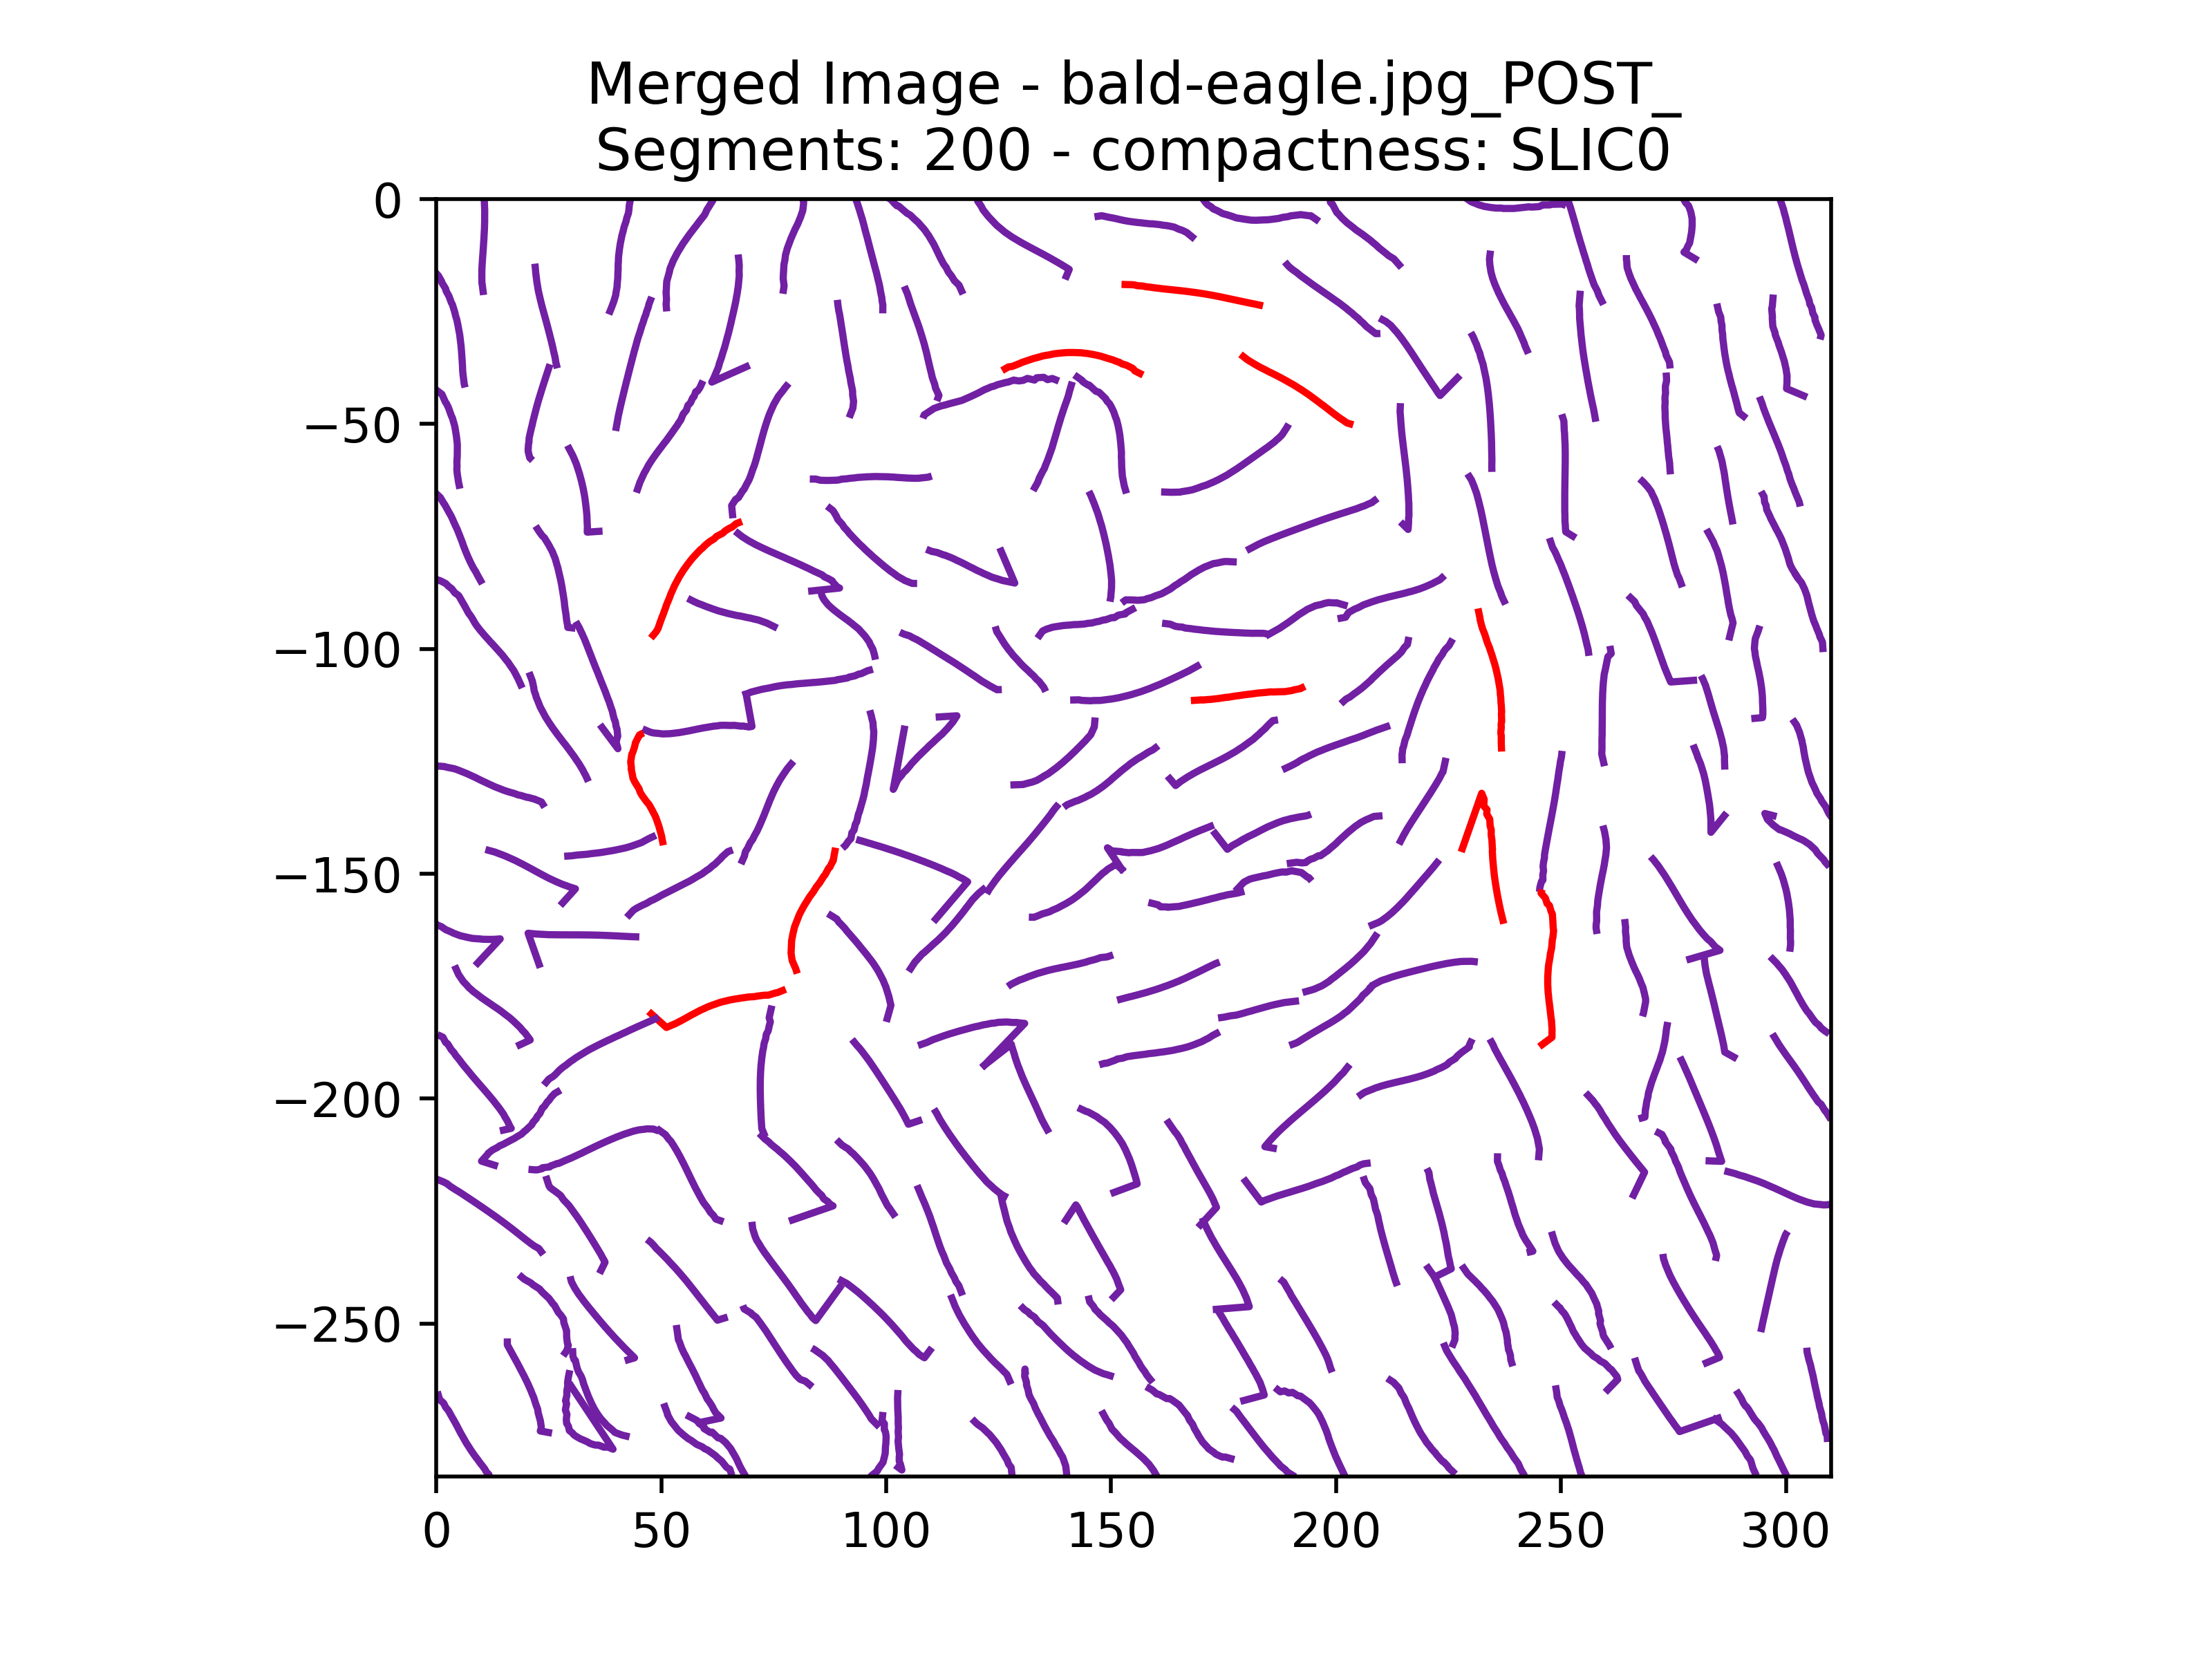 Merged Image - bald-eagle.jpg_POST_
Segments: 200 - compactness: SLIC0
0
−50
−100
−150
−200
−250
0 50 100 150 200 250 300